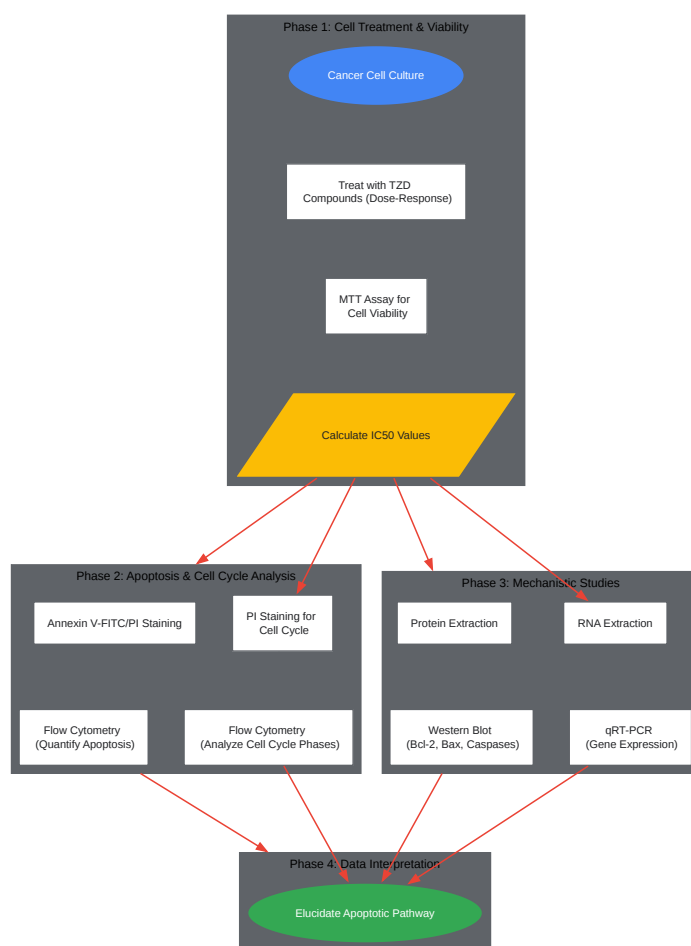 Phase 1: Cell Treatment & Viability
Cancer Cell Culture
Treat with TZD
Compounds (Dose-Response)
MTT Assay for
Cell Viability
Calculate IC50 Values
Phase 2: Apoptosis & Cell Cycle Analysis
Annexin V-FITC/PI Staining
PI Staining for
Cell Cycle
Flow Cytometry
(Quantify Apoptosis)
Flow Cytometry
(Analyze Cell Cycle Phases)
Phase 3: Mechanistic Studies
Protein Extraction
RNA Extraction
Western Blot
(Bcl-2, Bax, Caspases)
qRT-PCR
(Gene Expression)
Phase 4: Data Interpretation
Elucidate Apoptotic Pathway